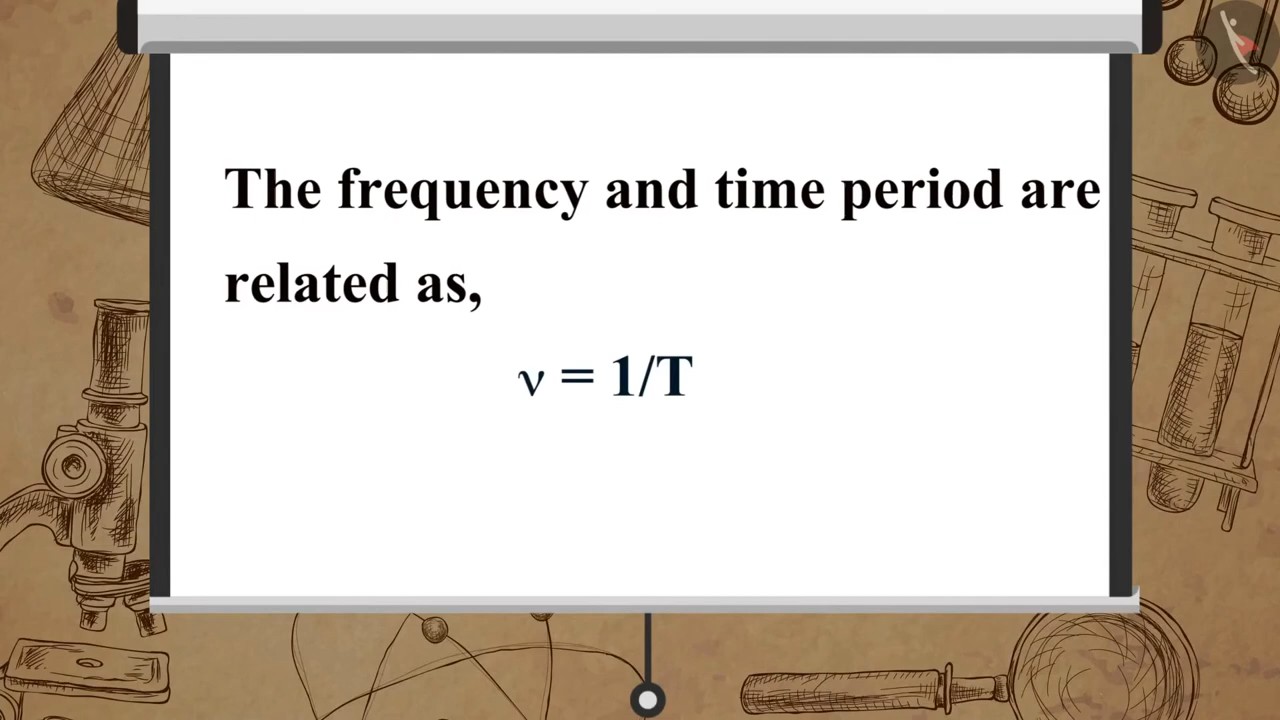 The frequency and time period are
related as,
ν = 1/T